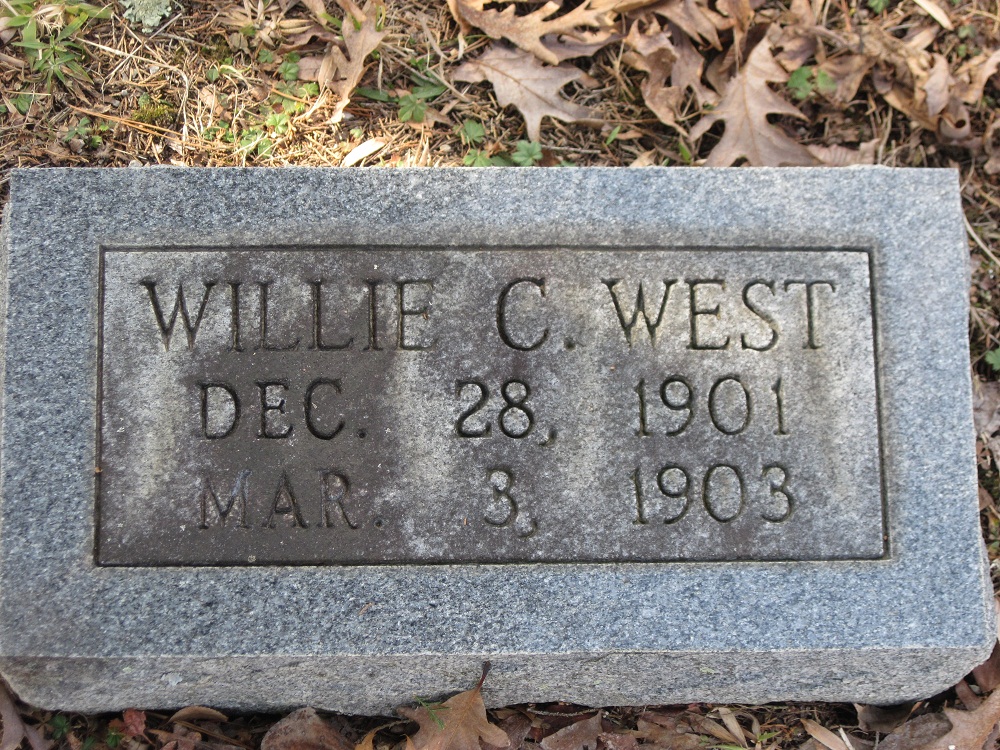 WILLIE C. WEST
DEC. 28, 1901
MAR. 3, 1903